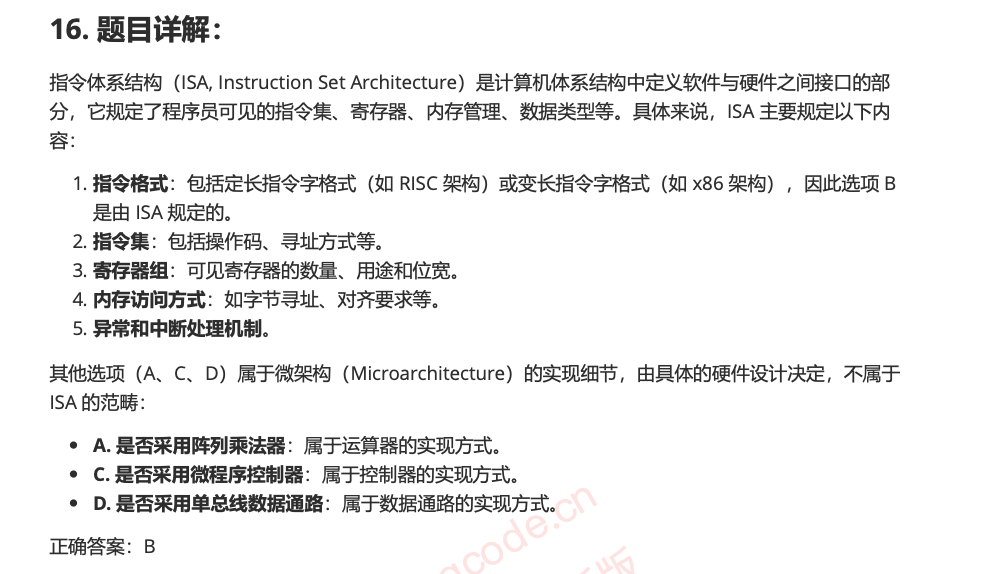 16. 题目详解：
指令体系结构（ISA, Instruction Set Architecture）是计算机体系结构中定义软件与硬件之间接口的部
分，它规定了程序员可见的指令集、寄存器、内存管理、数据类型等。具体来说，ISA 主要规定以下内
容：
1. 指令格式：包括定长指令字格式（如 RISC 架构）或变长指令字格式（如 x86 架构），因此选项 B
是由 ISA 规定的。
2. 指令集：包括操作码、寻址方式等。
3. 寄存器组：可见寄存器的数量、用途和位宽。
4. 内存访问方式：如字节寻址、对齐要求等。
5. 异常和中断处理机制。
其他选项（A、C、D）属于微架构（Microarchitecture）的实现细节，由具体的硬件设计决定，不属于
ISA 的范畴：
• A. 是否采用阵列乘法器：属于运算器的实现方式。
• C. 是否采用微程序控制器：属于控制器的实现方式。
• D. 是否采用单总线数据通路：属于数据通路的实现方式。
正确答案：B